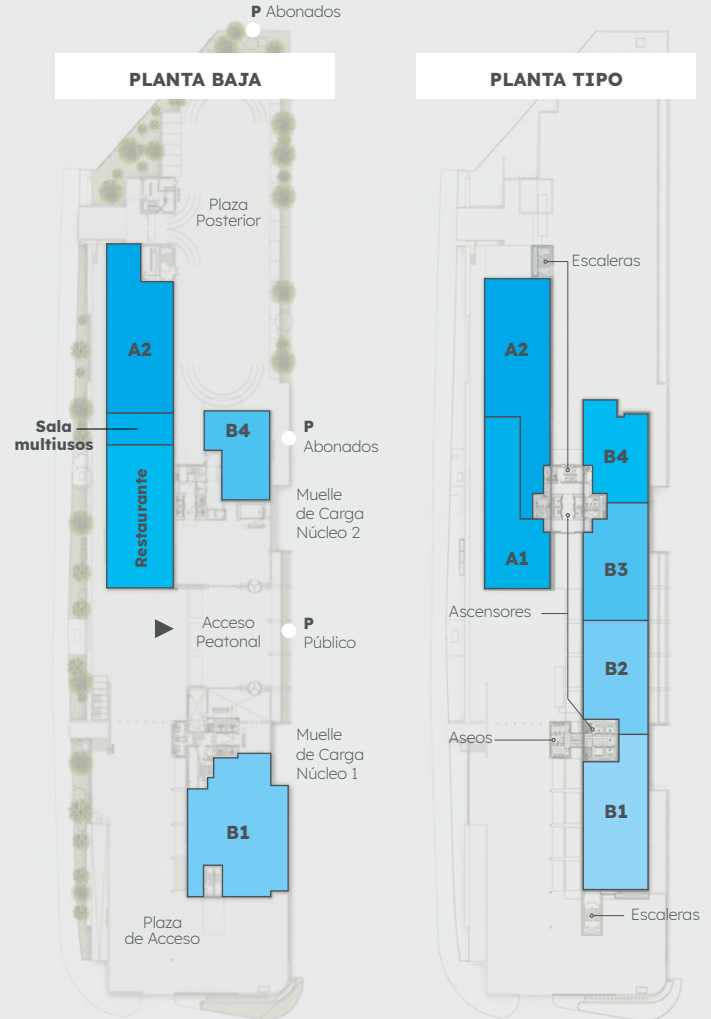 P Abonados
PLANTA BAJA
Plaza
Posterior
A2
Sala
multiusos
B4
P
Abonados
Restaurante
Muelle
de Carga
Núcleo 2
Acceso
Peatonal
P
Público
Muelle
de Carga
Núcleo 1
B1
Plaza
de Acceso
PLANTA TIPO
Escaleras
A2
B4
A1
B3
Ascensores
B2
Aseos
B1
Escaleras